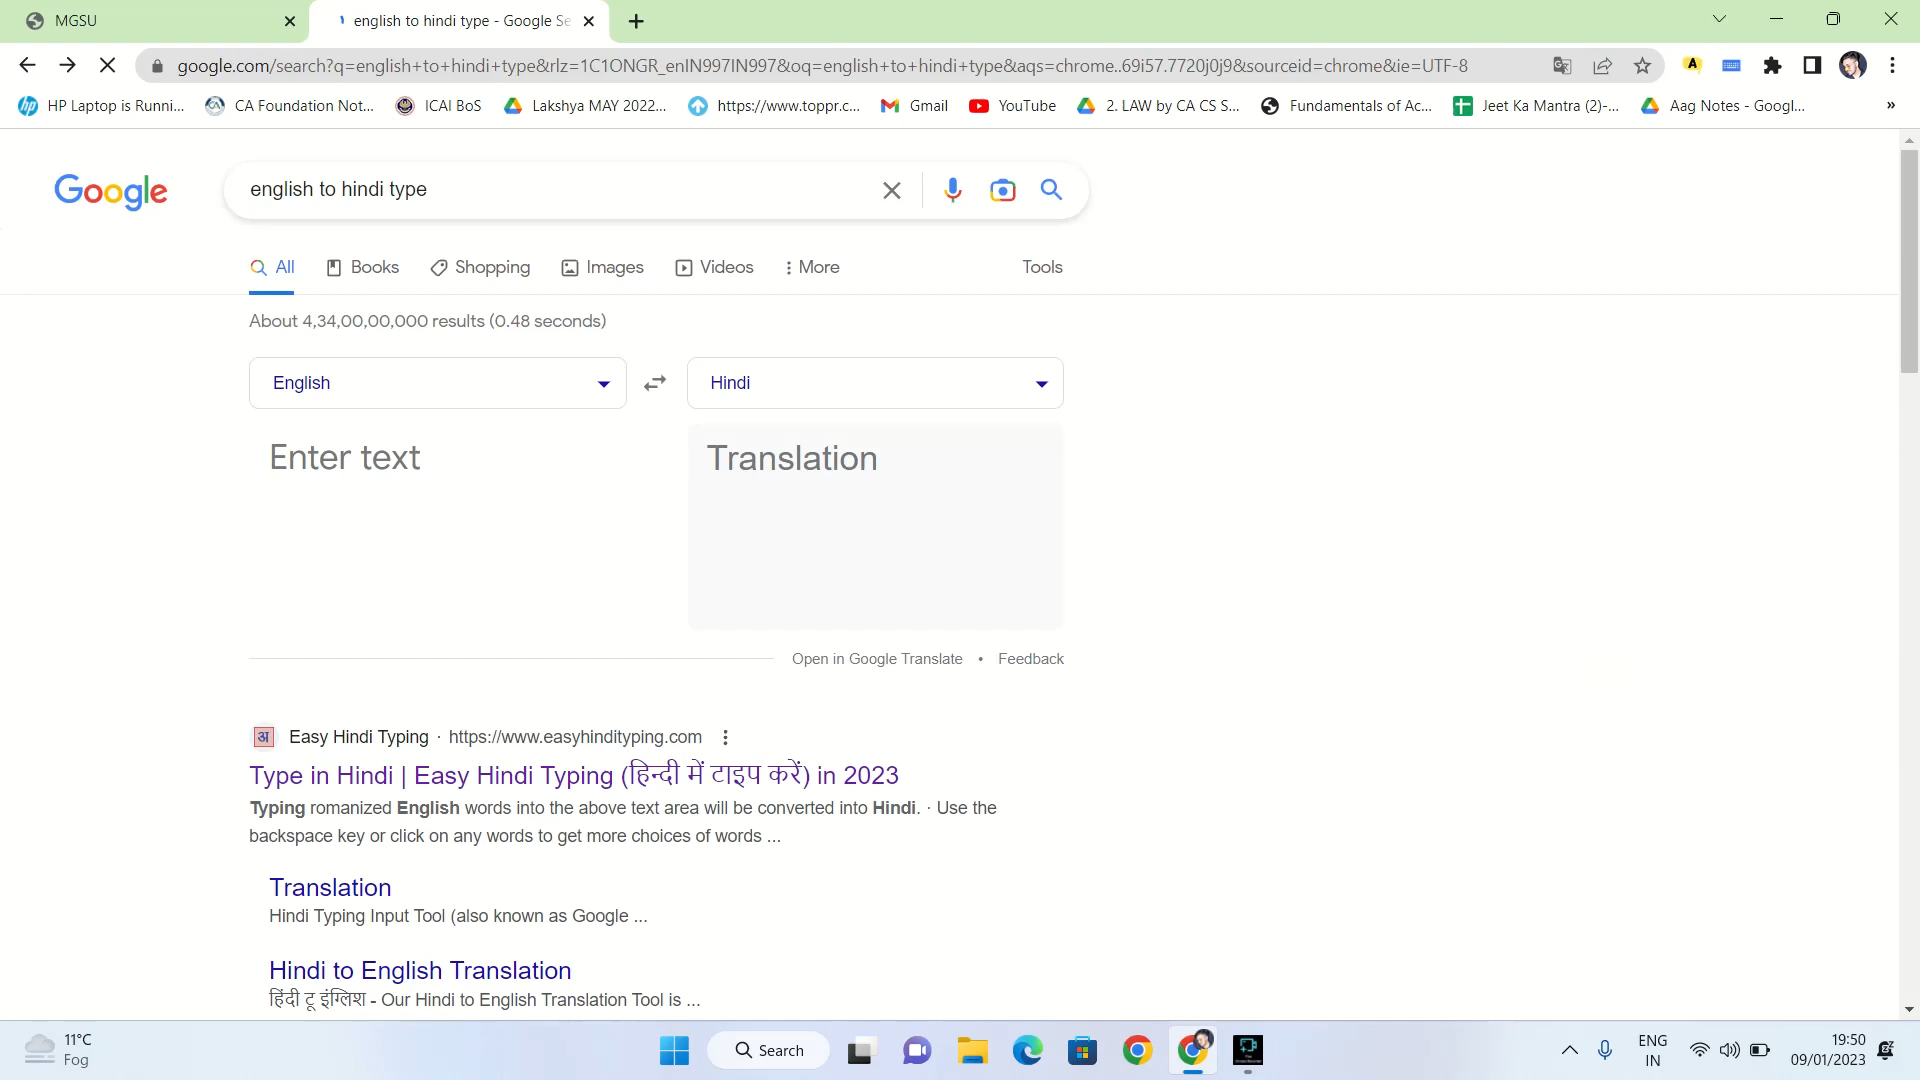 MGSU
english to hindi type - Google Se
google.com/search?q=english+to+hindi+type&rlz=1C1ONGR_enIN997IN997&oq=english+to+hindi+type&aqs=chrome..69i57.7720j0j9&sourceid=chrome&ie=UTF-8
HP Laptop is Runni... CA Foundation Not... ICAI BoS Lakshya MAY 2022... https://www.toppr.c... Gmail YouTube 2. LAW by CA CS S... Fundamentals of Ac... Jeet Ka Mantra (2)-... Aag Notes - Googl... »
Google
english to hindi type
All Books Shopping Images Videos More Tools
About 4,34,00,00,000 results (0.48 seconds)
English Hindi
Enter text Translation
Open in Google Translate • Feedback
अ Easy Hindi Typing · https://www.easyhindityping.com
Type in Hindi | Easy Hindi Typing (हिन्दी में टाइप करें) in 2023
Typing romanized English words into the above text area will be converted into Hindi. · Use the
backspace key or click on any words to get more choices of words ...
Translation
Hindi Typing Input Tool (also known as Google ...
Hindi to English Translation
हिंदी टू इंग्लिश - Our Hindi to English Translation Tool is ...
11°C
Fog
Search
ENG
IN
19:50
09/01/2023